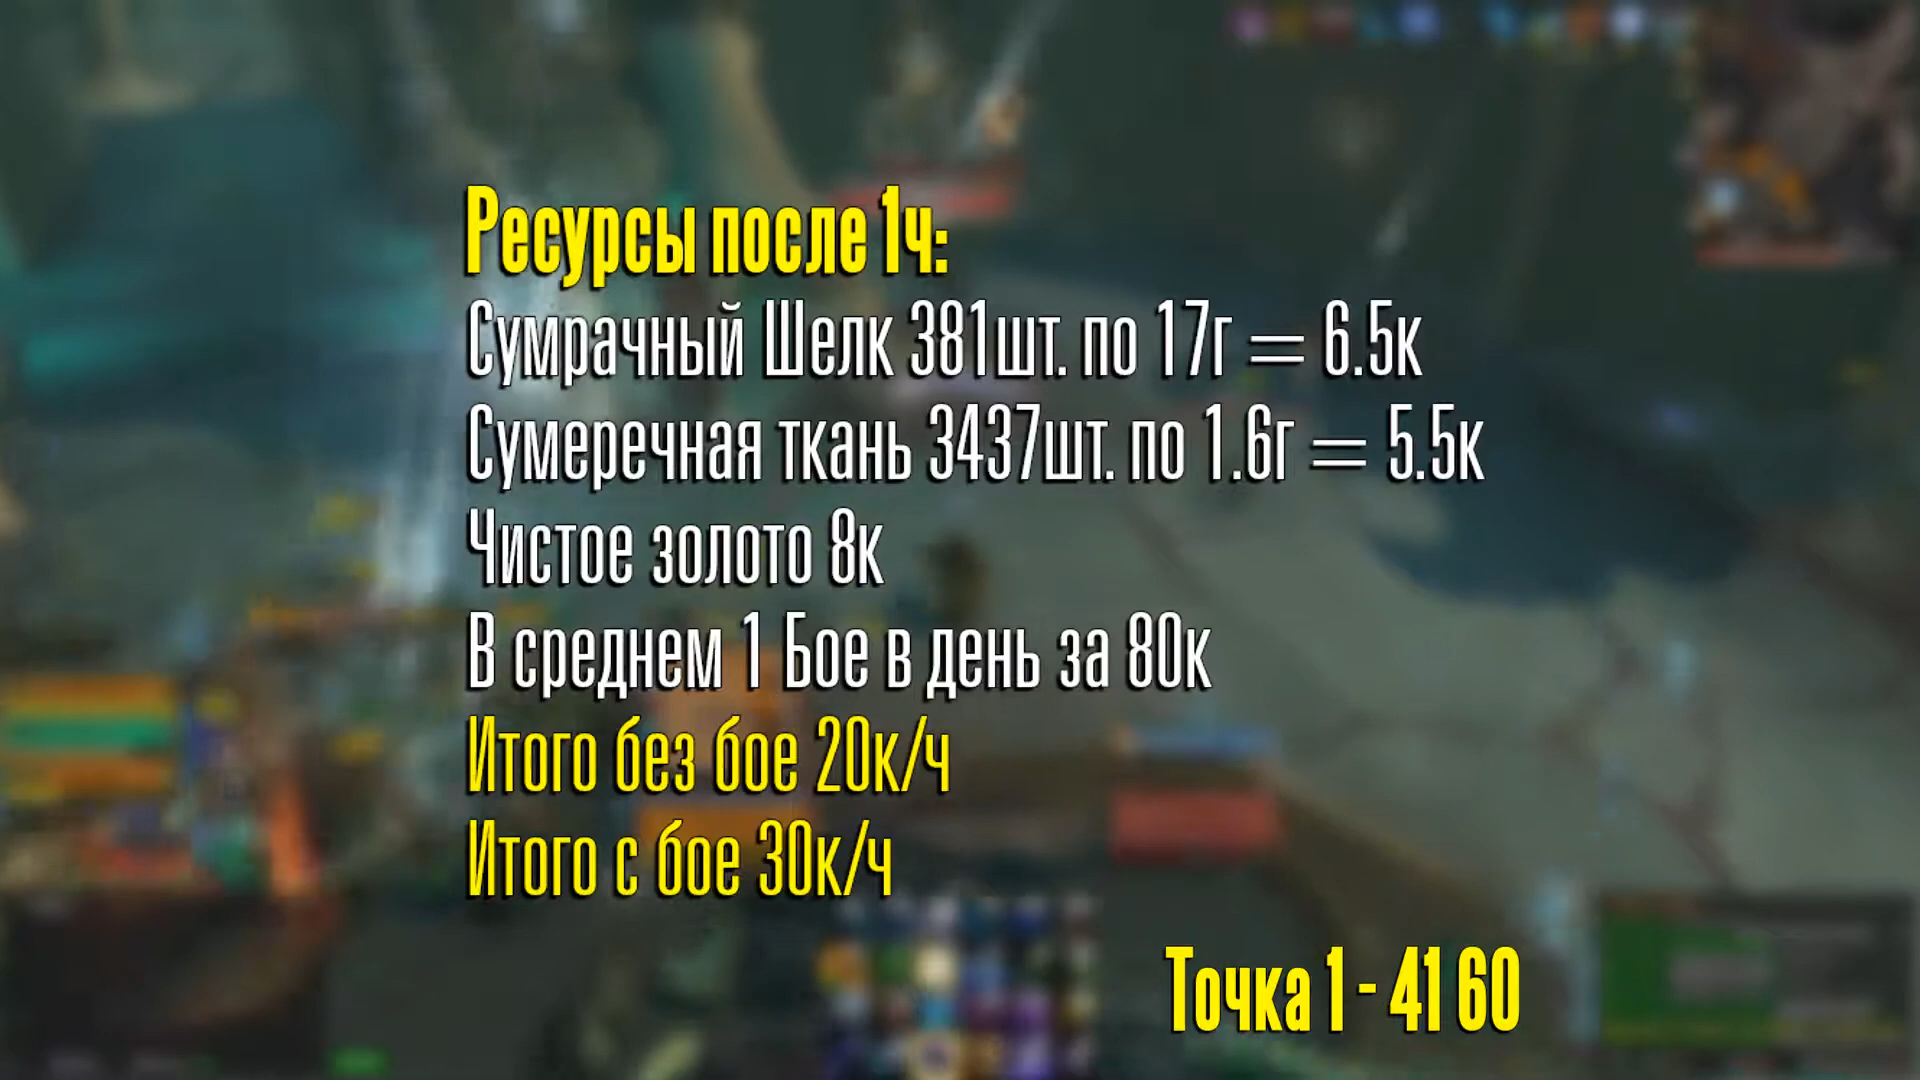 Ресурсы после 1ч:
Сумрачный Шелк 381шт. по 17г = 6.5к
Сумеречная ткань 3437шт. по 1.6г = 5.5к
Чистое золото 8к
В среднем 1 Бое в день за 80к
Итого без бое 20к/ч
Итого с бое 30к/ч
Точка 1 - 41 60